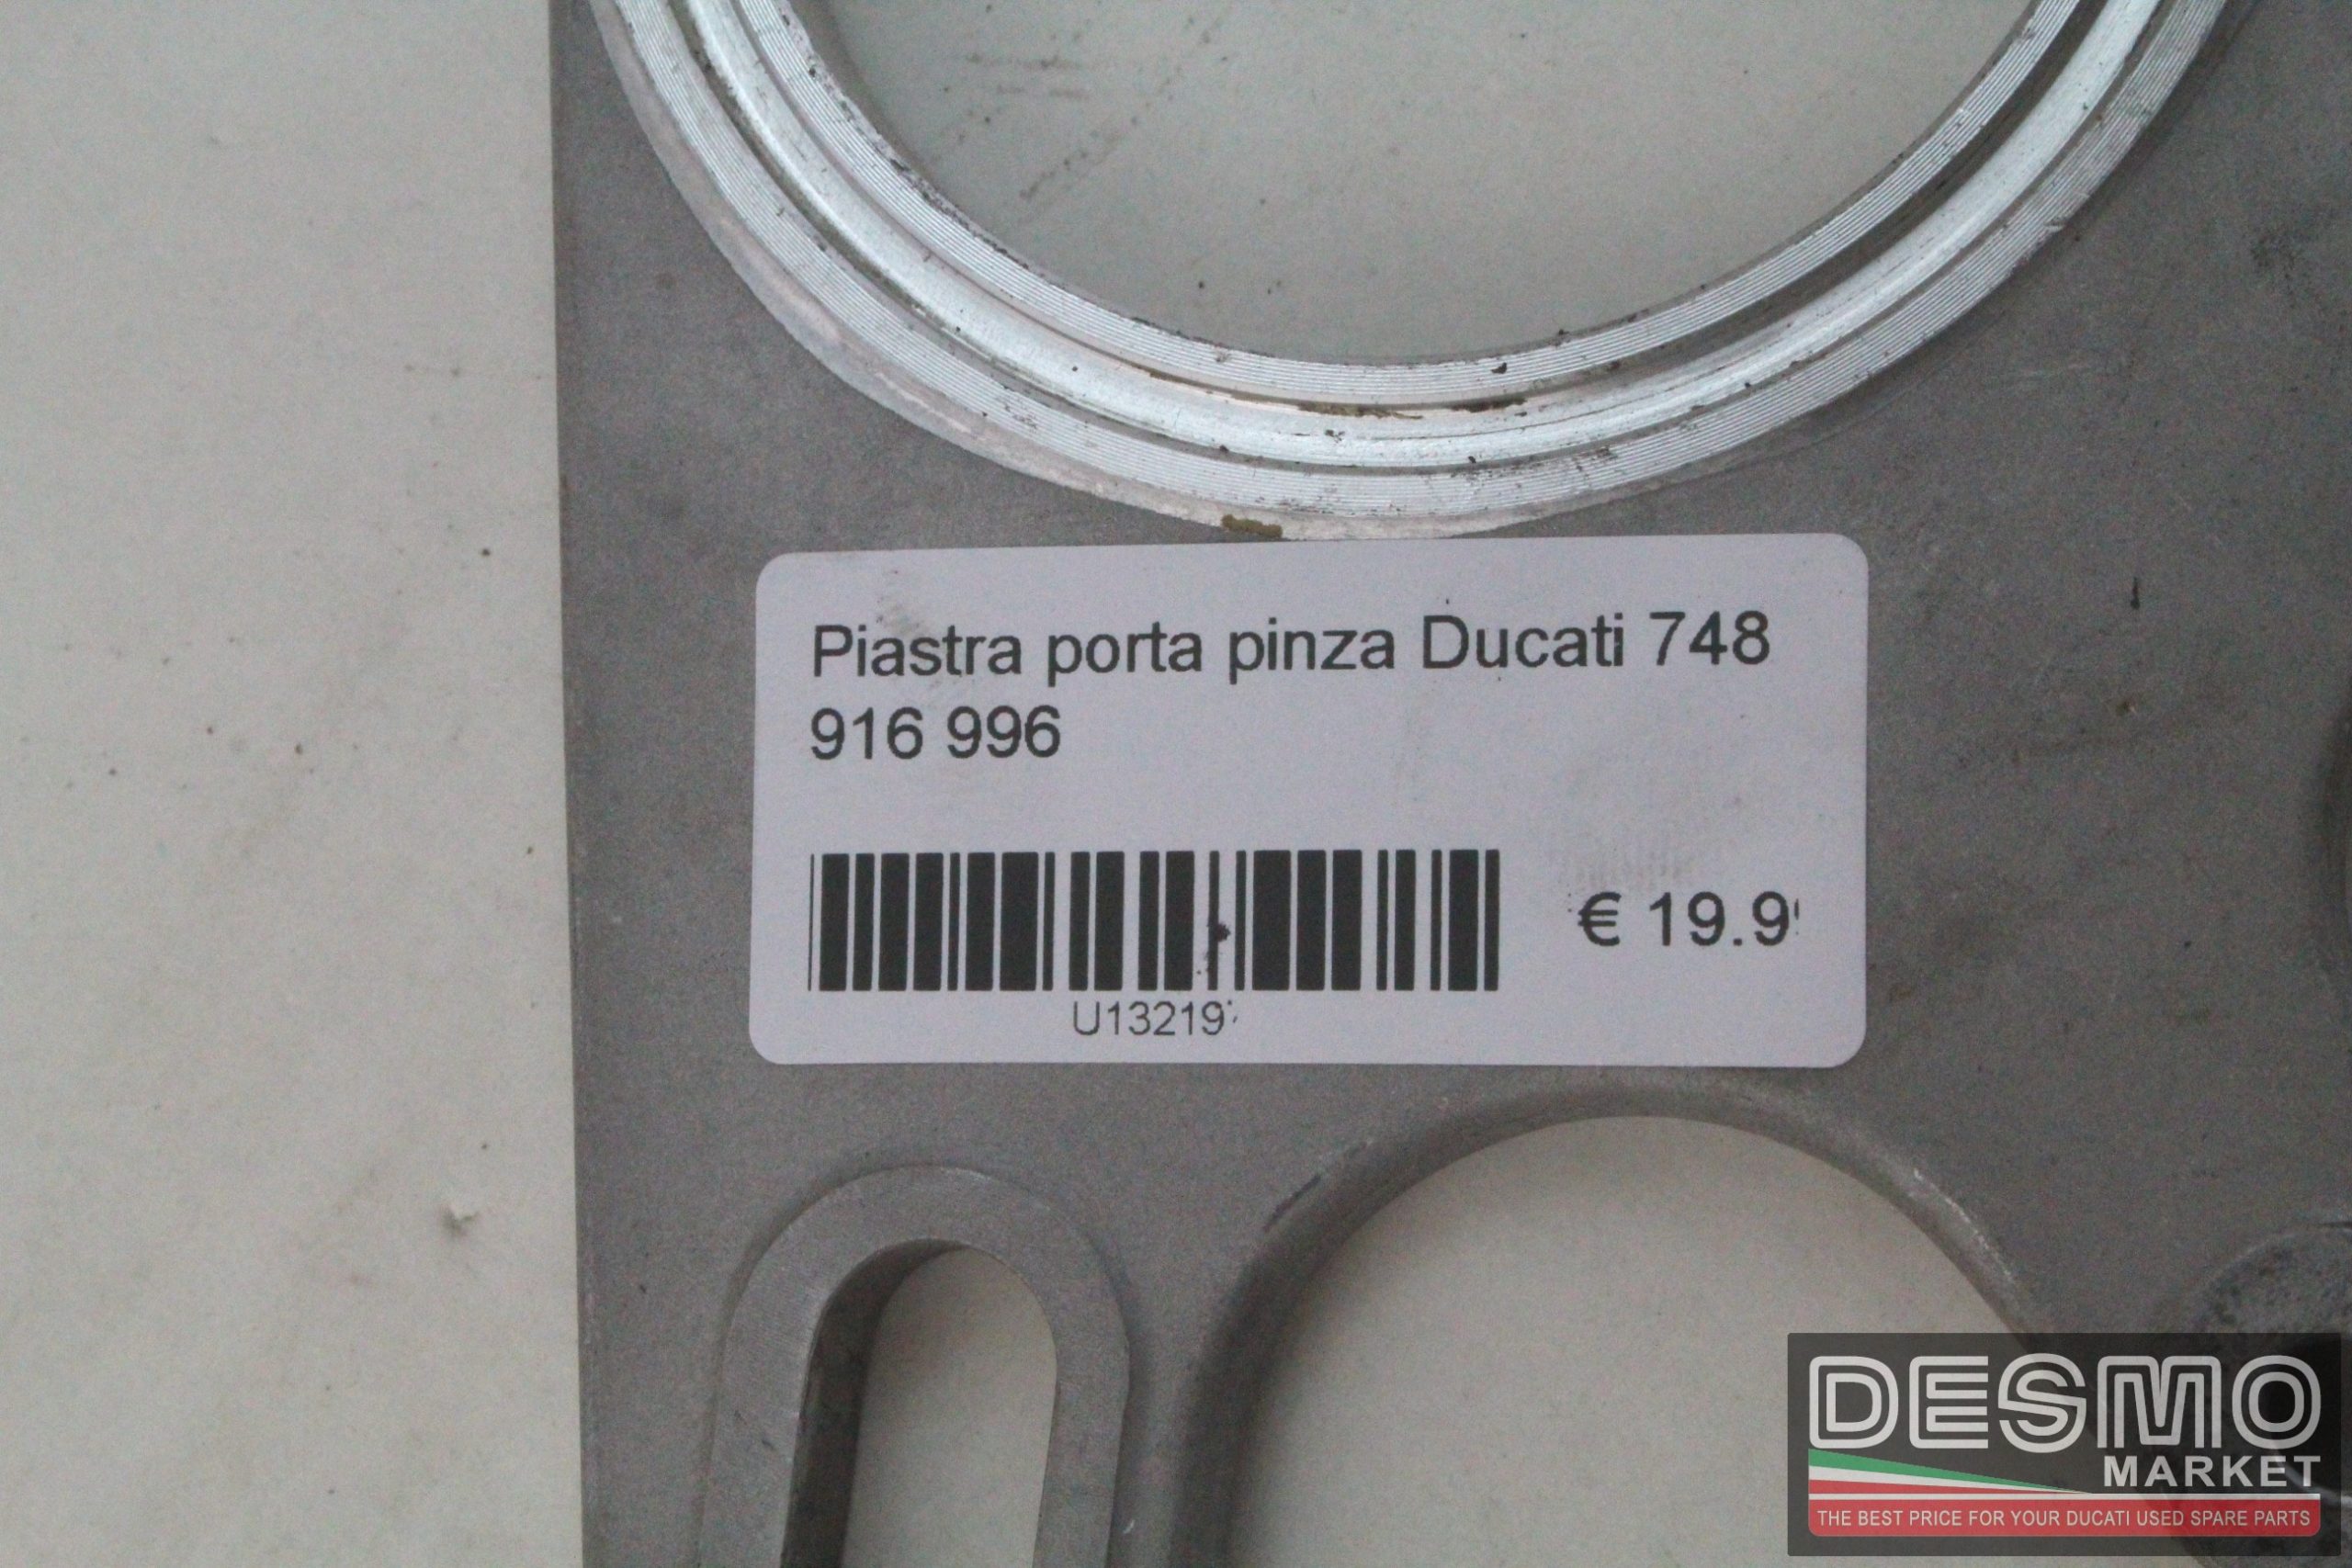 Piastra porta pinza Ducati 748
916 996
€ 19.9
U13219
DESMO
MARKET
THE BEST PRICE FOR YOUR DUCATI USED SPARE PARTS